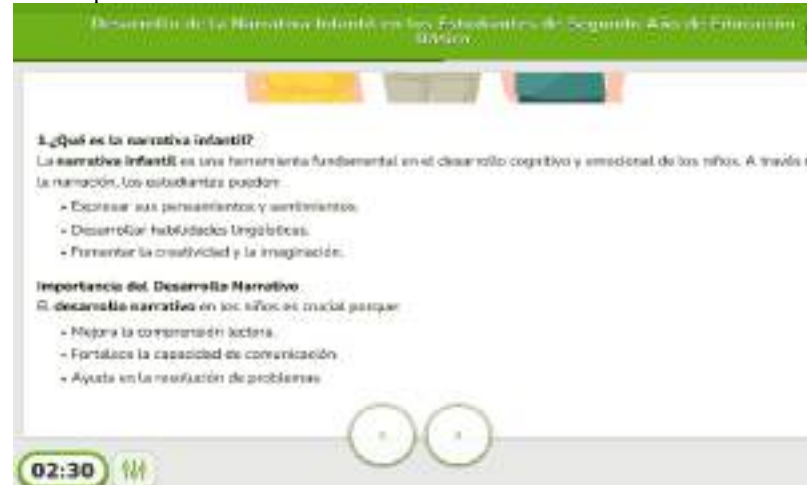 Desarrollo de la Narrativa Infantil en los Estudiantes de Segundo Año de Educación
Básica
1.¿Qué es la narrativa infantil?
La narrativa infantil es una herramienta fundamental en el desarrollo cognitivo y emocional de los niños. A través
la narración, los estudiantes pueden:
• Expresar sus pensamientos y sentimientos.
• Desarrollar habilidades lingüísticas.
• Fomentar la creatividad y la imaginación.
Importancia del Desarrollo Narrativo
El desarrollo narrativo en los niños es crucial porque:
• Mejora la comprensión lectora.
• Fortalece la capacidad de comunicación.
• Ayuda en la resolución de problemas.
02:30